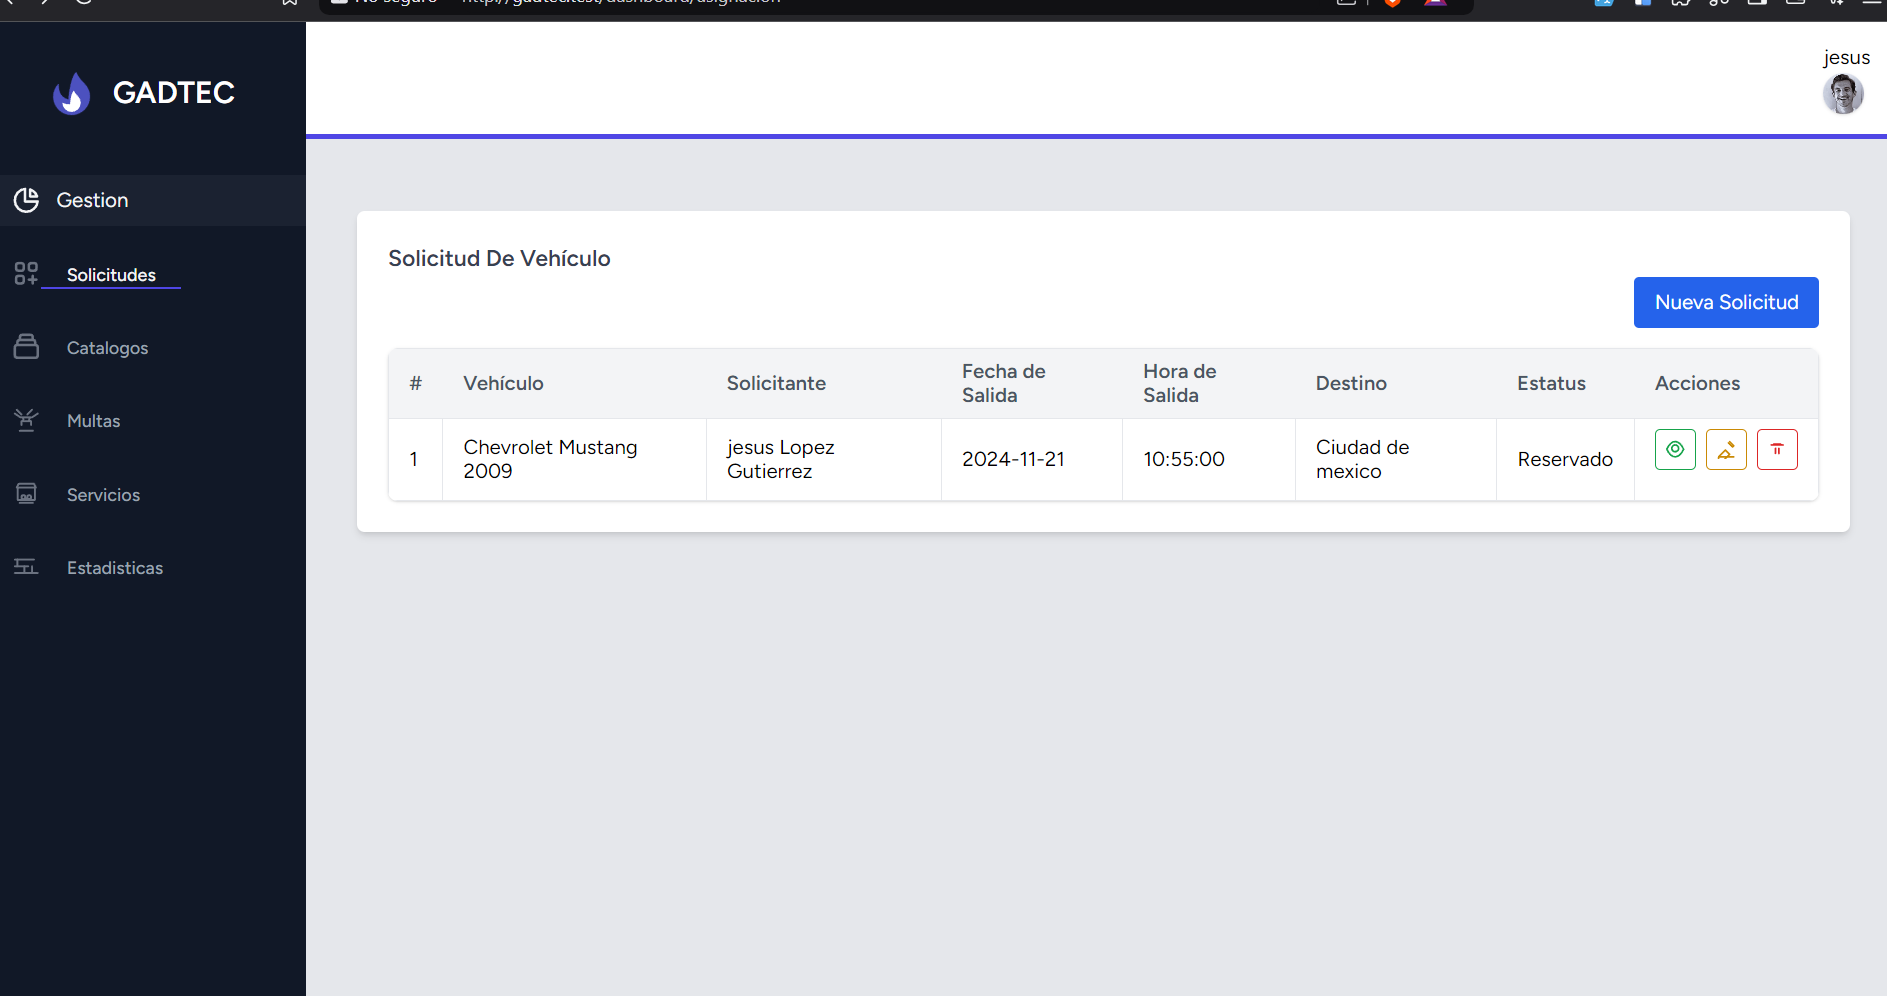 jesus
GADTEC
Gestion
Solicitudes
Catalogos
Multas
Servicios
Estadisticas
Solicitud De Vehículo
Nueva Solicitud
# Vehículo Solicitante Fecha de Salida Hora de Salida Destino Estatus Acciones
1 Chevrolet Mustang 2009 jesus Lopez Gutierrez 2024-11-21 10:55:00 Ciudad de mexico Reservado